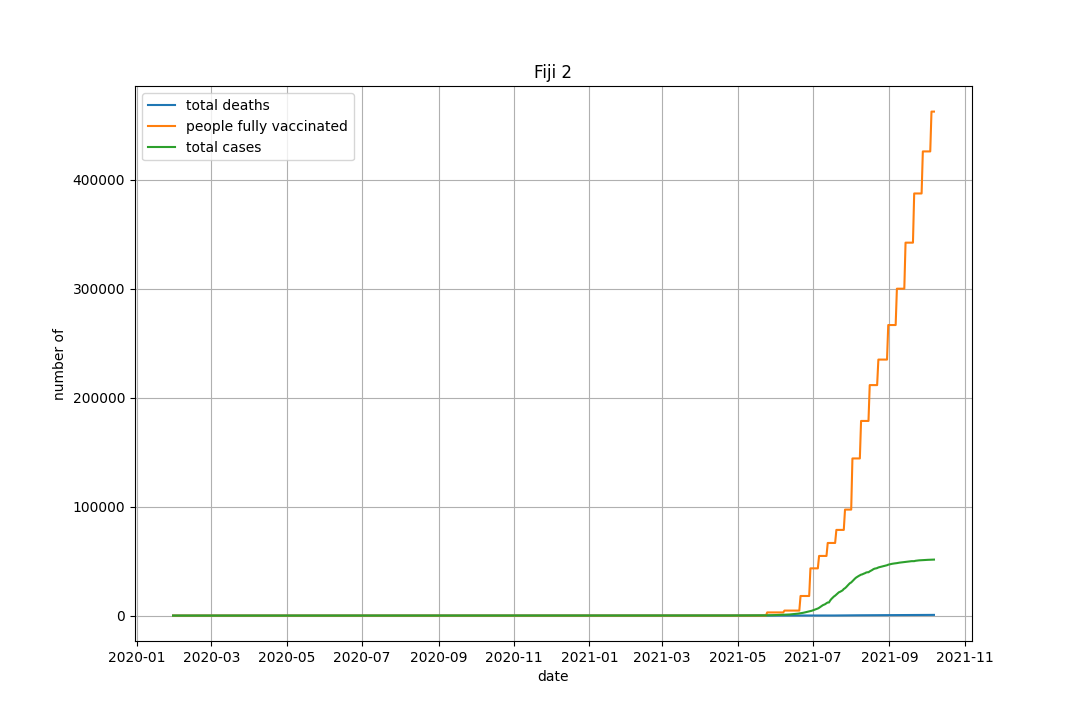 Fiji 2
total deaths
people fully vaccinated
total cases
number of
400000
300000
200000
100000
0
2020-01 2020-03 2020-05 2020-07 2020-09 2020-11 2021-01 2021-03 2021-05 2021-07 2021-09 2021-11
date